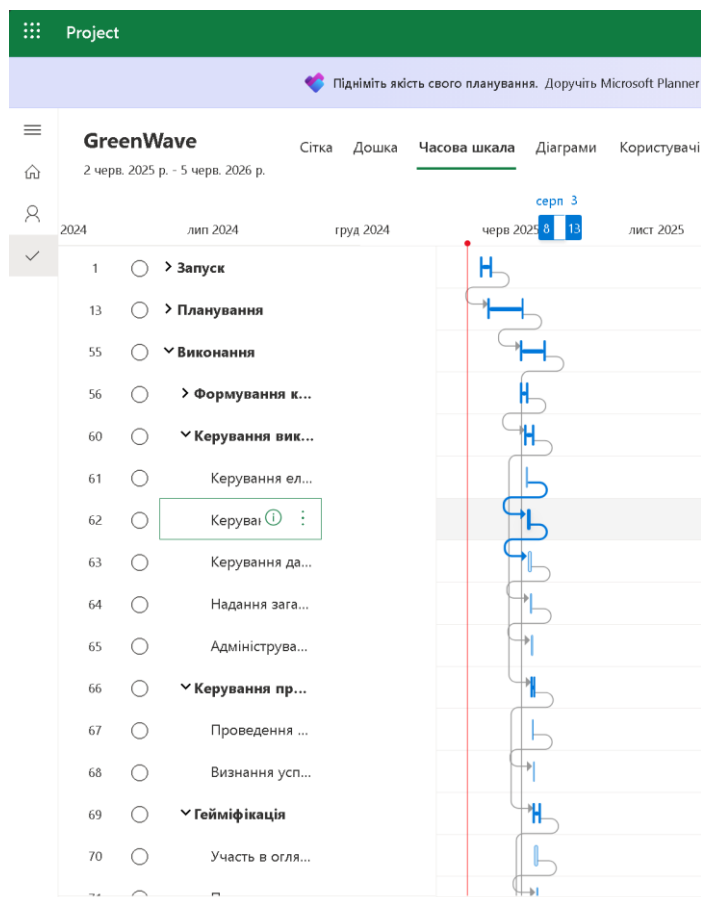 Project
Підніміть якість свого планування. Доручіть Microsoft Planner
GreenWave
Сітка Дошка Часова шкала Діаграми Користувачі
2 черв. 2025 р. - 5 черв. 2026 р.
серп 3
2024 лип 2024 груд 2024 черв 2025 8 13 лист 2025
1 Запуск
13 Планування
55 Виконання
56 Формування к...
60 Керування вик...
61 Керування ел...
62 Керуван
63 Керування да...
64 Надання зага...
65 Адмініструва...
66 Керування пр...
67 Проведення ...
68 Визнання усп...
69 Гейміфікація
70 Участь в огля...